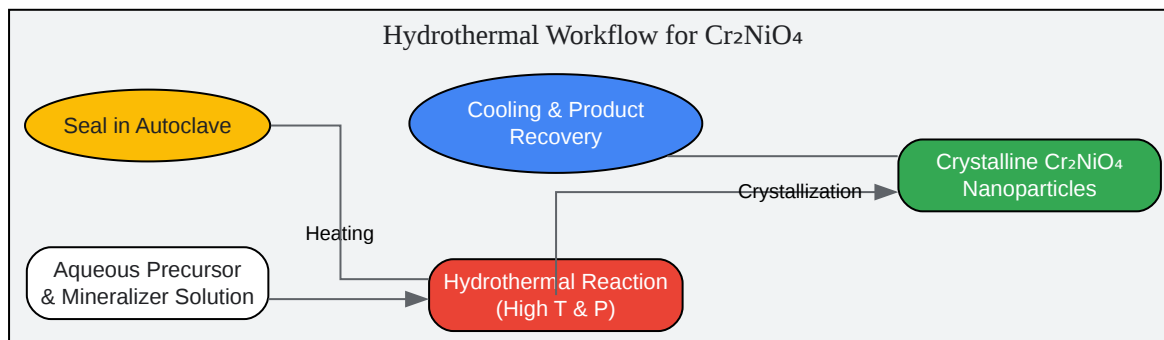 Hydrothermal Workflow for Cr₂NiO₄
Seal in Autoclave
Cooling & Product
Recovery
Crystalline Cr₂NiO₄
Nanoparticles
Crystallization
Heating
Aqueous Precursor
& Mineralizer Solution
Hydrothermal Reaction
(High T & P)